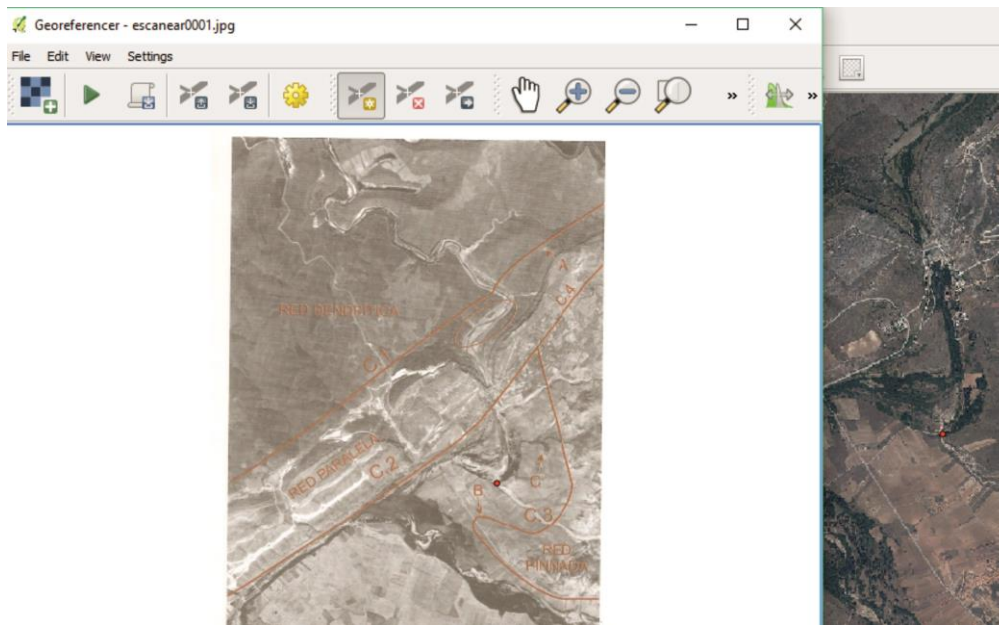 Georeferencer - escanear0001.jpg
File Edit View Settings
»
»
A
C.4
RED DENDRITICA
C.1
RED PARALELA
C.2
B
C
C.3
RED
PINNADA